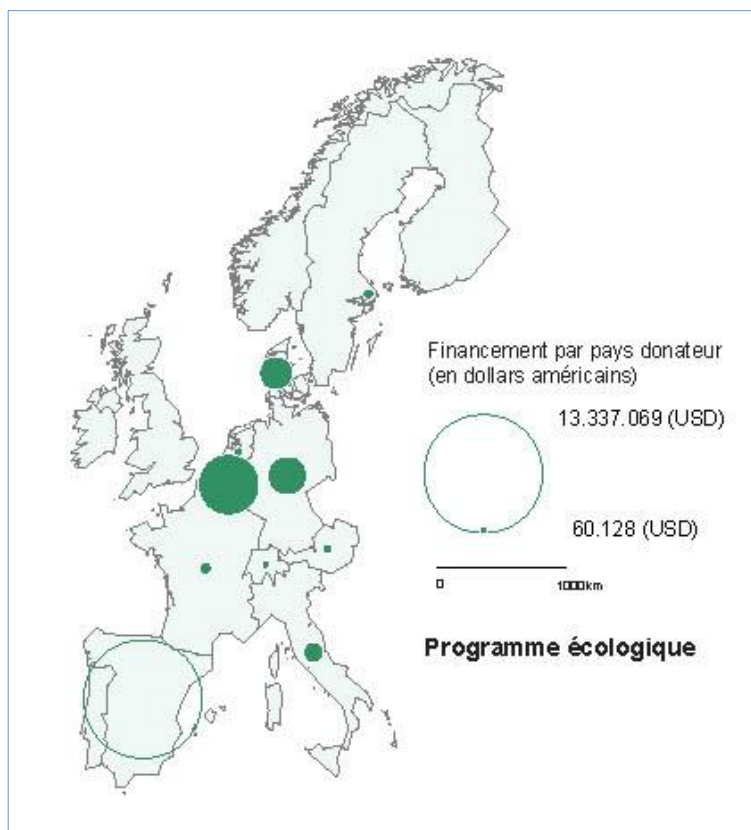 Financement par pays donateur
(en dollars américains)
13.337.069 (USD)
60.128 (USD)
0 1000km
Programme écologique